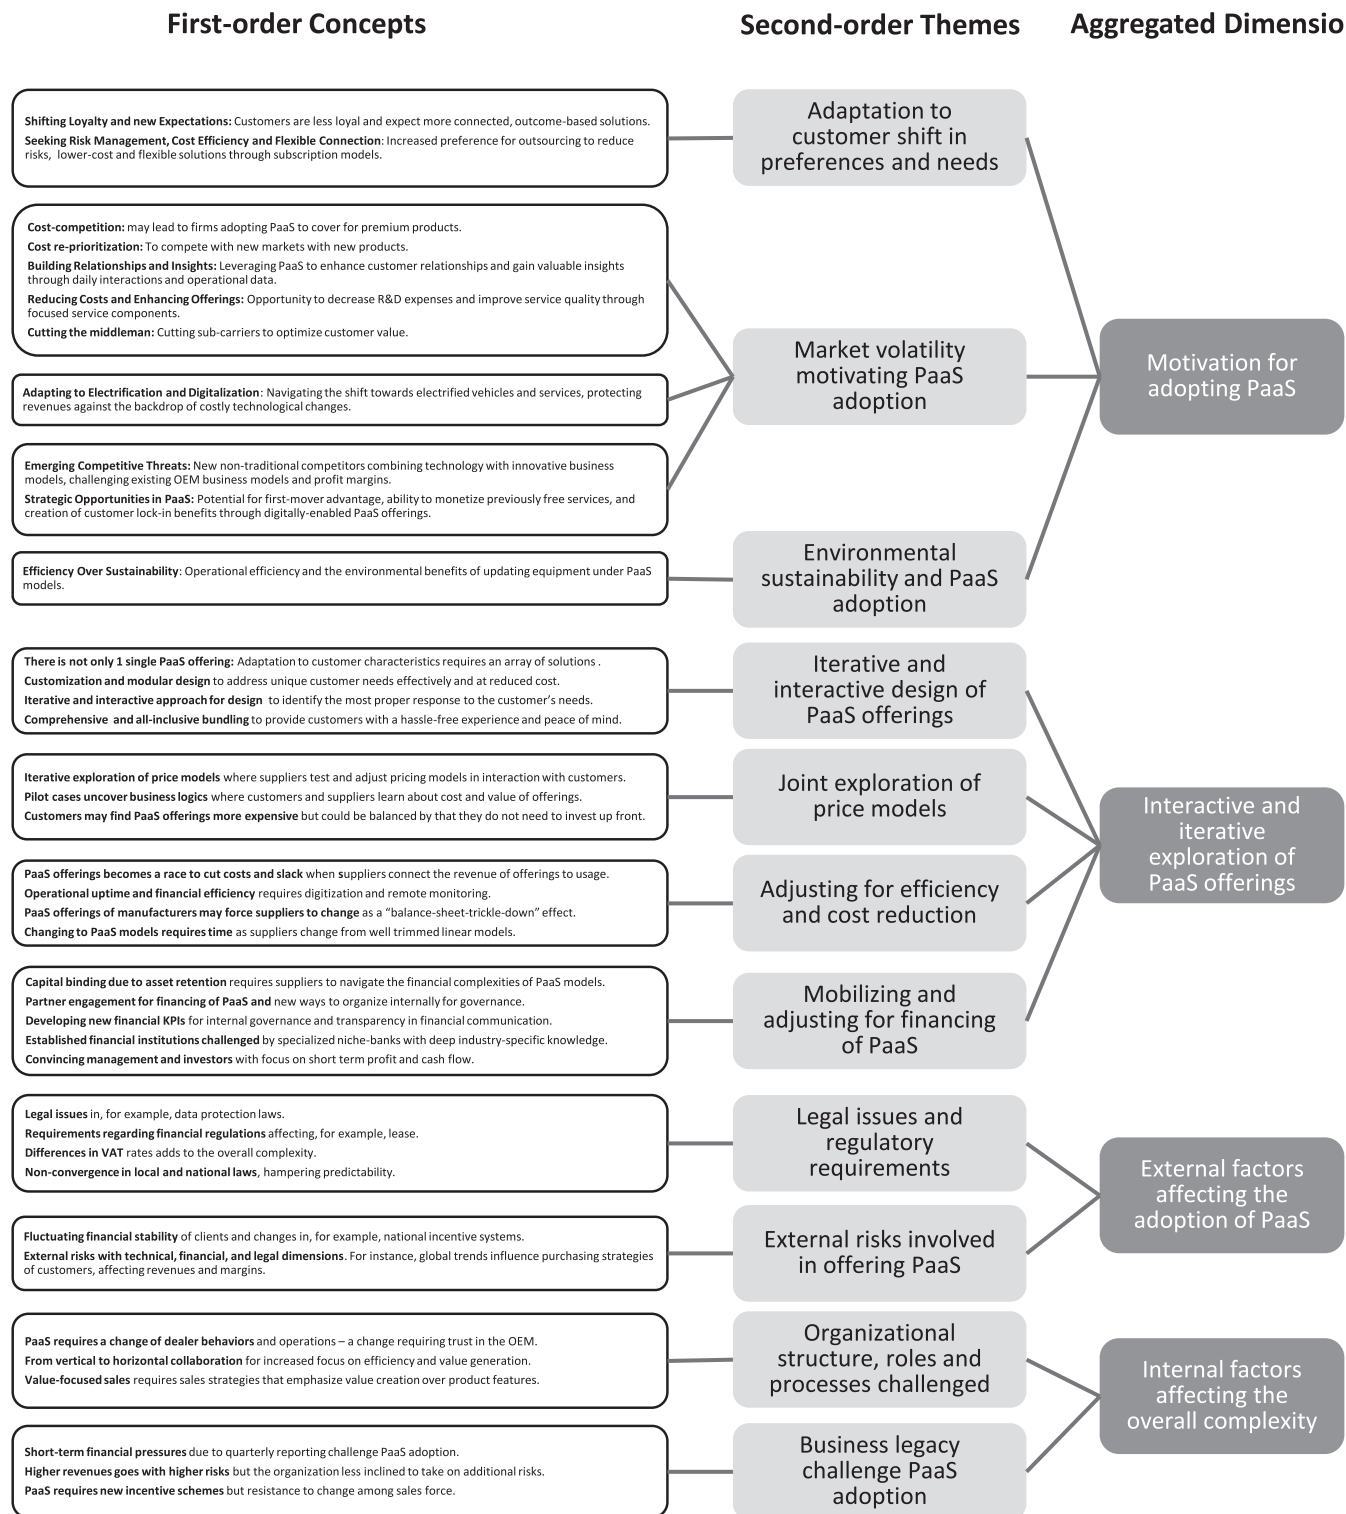 First-order Concepts
Second-order Themes
Aggregated Dimensio
Shifting Loyalty and new Expectations: Customers are less loyal and expect more connected, outcome-based solutions.
Seeking Risk Management, Cost Efficiency and Flexible Connection: Increased preference for outsourcing to reduce
risks, lower-cost and flexible solutions through subscription models.
Adaptation to
customer shift in
preferences and needs
Cost-competition: may lead to firms adopting PaaS to cover for premium products.
Cost re-prioritization: To compete with new markets with new products.
Building Relationships and Insights: Leveraging PaaS to enhance customer relationships and gain valuable insights
through daily interactions and operational data.
Reducing Costs and Enhancing Offerings: Opportunity to decrease R&D expenses and improve service quality through
focused service components.
Cutting the middleman: Cutting sub-carriers to optimize customer value.
Adapting to Electrification and Digitalization: Navigating the shift towards electrified vehicles and services, protecting
revenues against the backdrop of costly technological changes.
Emerging Competitive Threats: New non-traditional competitors combining technology with innovative business
models, challenging existing OEM business models and profit margins.
Strategic Opportunities in PaaS: Potential for first-mover advantage, ability to monetize previously free services, and
creation of customer lock-in benefits through digitally-enabled PaaS offerings.
Market volatility
motivating PaaS
adoption
Motivation for
adopting PaaS
Efficiency Over Sustainability: Operational efficiency and the environmental benefits of updating equipment under PaaS
models.
Environmental
sustainability and PaaS
adoption
There is not only 1 single PaaS offering: Adaptation to customer characteristics requires an array of solutions .
Customization and modular design to address unique customer needs effectively and at reduced cost.
Iterative and interactive approach for design to identify the most proper response to the customer's needs.
Comprehensive and all-inclusive bundling to provide customers with a hassle-free experience and peace of mind.
Iterative and
interactive design of
PaaS offerings
Iterative exploration of price models where suppliers test and adjust pricing models in interaction with customers.
Pilot cases uncover business logics where customers and suppliers learn about cost and value of offerings.
Customers may find PaaS offerings more expensive but could be balanced by that they do not need to invest up front.
Joint exploration of
price models
Interactive and
iterative
exploration of
PaaS offerings
PaaS offerings becomes a race to cut costs and slack when suppliers connect the revenue of offerings to usage.
Operational uptime and financial efficiency requires digitization and remote monitoring.
PaaS offerings of manufacturers may force suppliers to change as a “balance-sheet-trickle-down” effect.
Changing to PaaS models requires time as suppliers change from well trimmed linear models.
Adjusting for efficiency
and cost reduction
Capital binding due to asset retention requires suppliers to navigate the financial complexities of PaaS models.
Partner engagement for financing of PaaS and new ways to organize internally for governance.
Developing new financial KPIs for internal governance and transparency in financial communication.
Established financial institutions challenged by specialized niche-banks with deep industry-specific knowledge.
Convincing management and investors with focus on short term profit and cash flow.
Mobilizing and
adjusting for financing
of PaaS
Legal issues in, for example, data protection laws.
Requirements regarding financial regulations affecting, for example, lease.
Differences in VAT rates adds to the overall complexity.
Non-convergence in local and national laws, hampering predictability.
Legal issues and
regulatory
requirements
External factors
affecting the
adoption of PaaS
Fluctuating financial stability of clients and changes in, for example, national incentive systems.
External risks with technical, financial, and legal dimensions. For instance, global trends influence purchasing strategies
of customers, affecting revenues and margins.
External risks involved
in offering PaaS
PaaS requires a change of dealer behaviors and operations – a change requiring trust in the OEM.
From vertical to horizontal collaboration for increased focus on efficiency and value generation.
Value-focused sales requires sales strategies that emphasize value creation over product features.
Organizational
structure, roles and
processes challenged
Internal factors
affecting the
overall complexity
Short-term financial pressures due to quarterly reporting challenge PaaS adoption.
Higher revenues goes with higher risks but the organization less inclined to take on additional risks.
PaaS requires new incentive schemes but resistance to change among sales force.
Business legacy
challenge PaaS
adoption